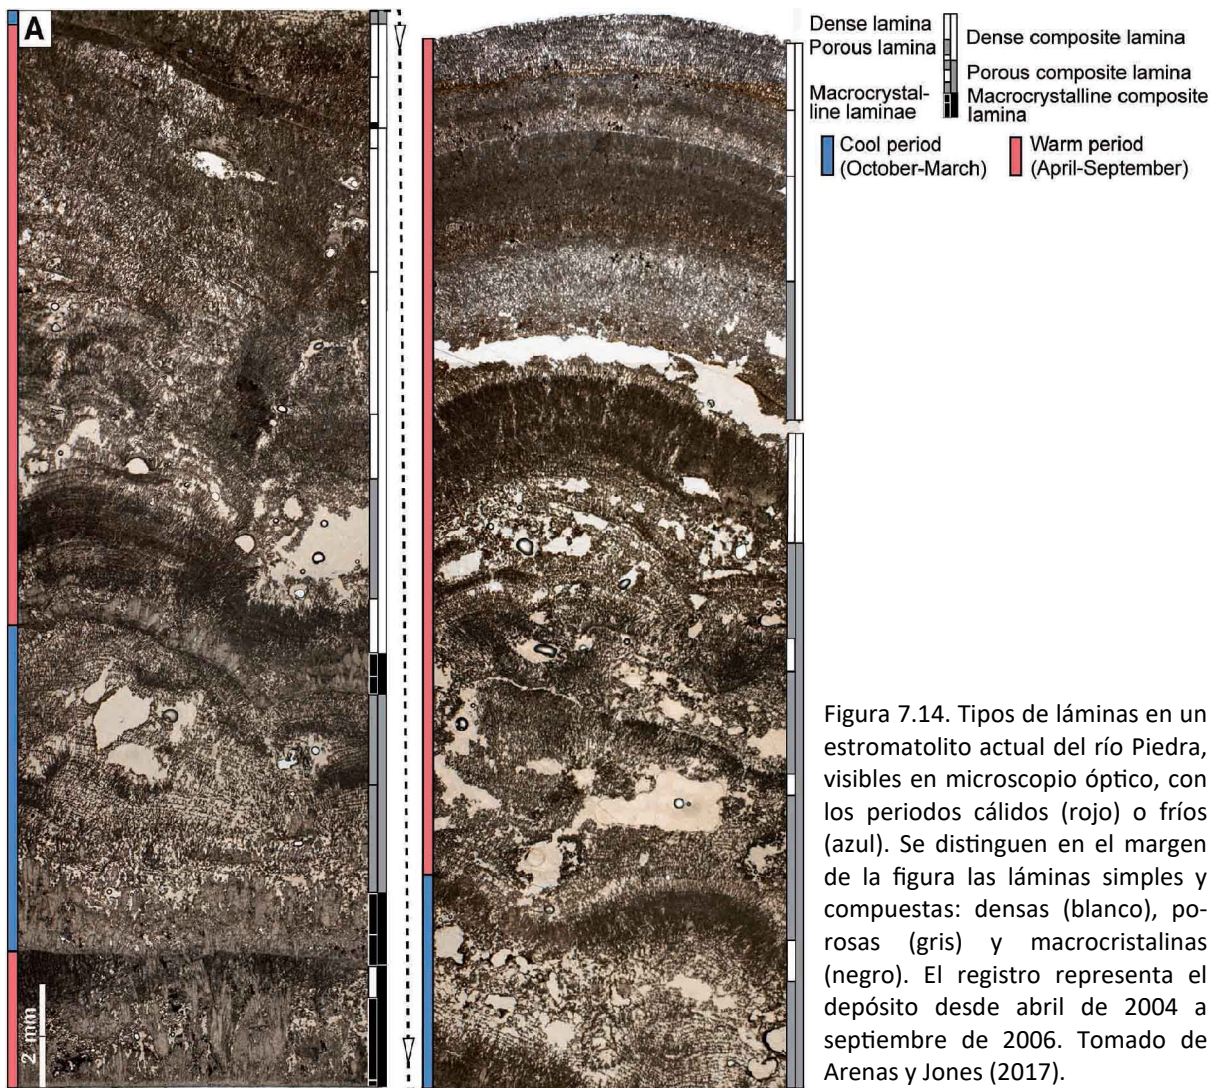 A
2 mm
Dense lamina
Porous lamina
Macrocrystal-
line laminae
Dense composite lamina
Porous composite lamina
Macrocrystalline composite
lamina
Cool period
(October-March)
Warm period
(April-September)
Figura 7.14. Tipos de láminas en un
estromatolito actual del río Piedra,
visibles en microscopio óptico, con
los periodos cálidos (rojo) o fríos
(azul). Se distinguen en el margen
de la figura las láminas simples y
compuestas: densas (blanco), po-
rosas (gris) y macrocristalinas
(negro). El registro representa el
depósito desde abril de 2004 a
septiembre de 2006. Tomado de
Arenas y Jones (2017).